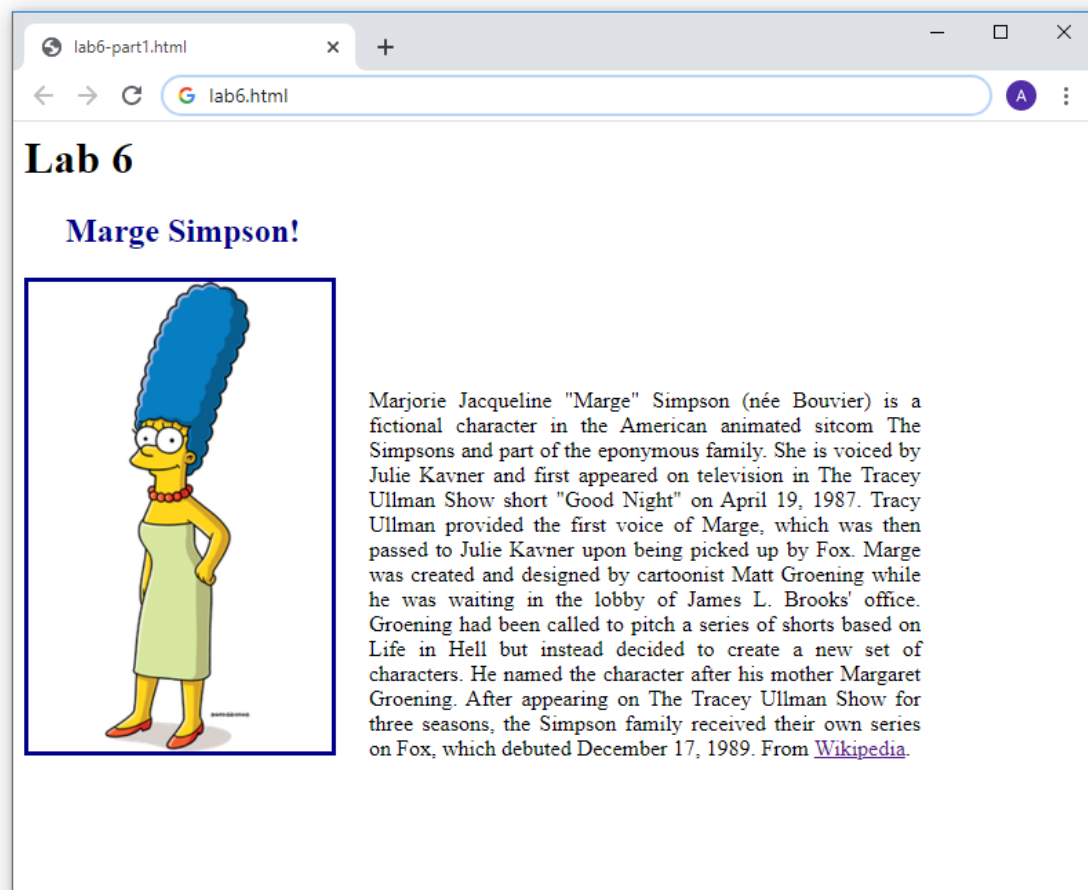 lab6-part1.html
lab6.html
A
Lab 6
Marge Simpson!
Marjorie Jacqueline "Marge" Simpson (née Bouvier) is a
fictional character in the American animated sitcom The
Simpsons and part of the eponymous family. She is voiced by
Julie Kavner and first appeared on television in The Tracey
Ullman Show short "Good Night" on April 19, 1987. Tracy
Ullman provided the first voice of Marge, which was then
passed to Julie Kavner upon being picked up by Fox. Marge
was created and designed by cartoonist Matt Groening while
he was waiting in the lobby of James L. Brooks' office.
Groening had been called to pitch a series of shorts based on
Life in Hell but instead decided to create a new set of
characters. He named the character after his mother Margaret
Groening. After appearing on The Tracey Ullman Show for
three seasons, the Simpson family received their own series
on Fox, which debuted December 17, 1989. From Wikipedia.